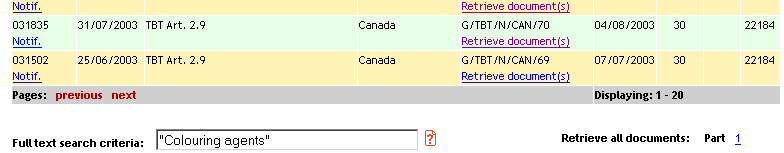 Notif. Retrieve document(s)
031835 31/07/2003 TBT Art. 2.9 Canada G/TBT/N/CAN/70 04/08/2003 30 22184
Notif. Retrieve document(s)
031502 25/06/2003 TBT Art. 2.9 Canada G/TBT/N/CAN/69 07/07/2003 30 22184
Notif. Retrieve document(s)
Pages: previous next Displaying: 1 - 20
Full text search criteria: "Colouring agents" ? Retrieve all documents: Part 1